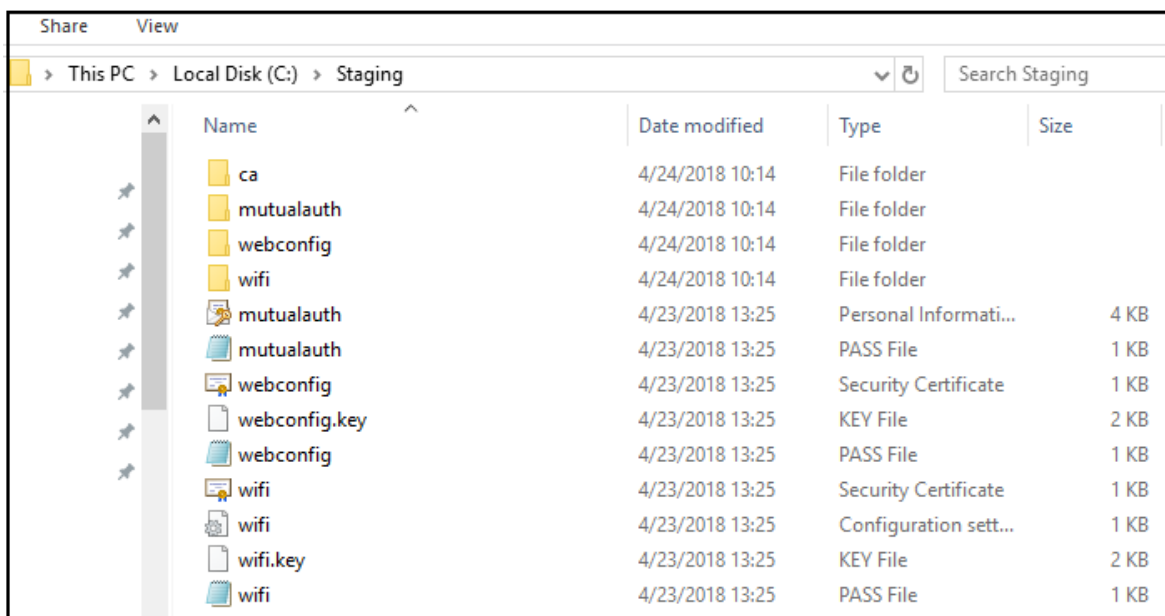 Share View
This PC > Local Disk (C:) > Staging Search Staging
Name Date modified Type Size
ca 4/24/2018 10:14 File folder
mutualauth 4/24/2018 10:14 File folder
webconfig 4/24/2018 10:14 File folder
wifi 4/24/2018 10:14 File folder
mutualauth 4/23/2018 13:25 Personal Informati... 4 KB
mutualauth 4/23/2018 13:25 PASS File 1 KB
webconfig 4/23/2018 13:25 Security Certificate 1 KB
webconfig.key 4/23/2018 13:25 KEY File 2 KB
webconfig 4/23/2018 13:25 PASS File 1 KB
wifi 4/23/2018 13:25 Security Certificate 1 KB
wifi 4/23/2018 13:25 Configuration sett... 1 KB
wifi.key 4/23/2018 13:25 KEY File 2 KB
wifi 4/23/2018 13:25 PASS File 1 KB